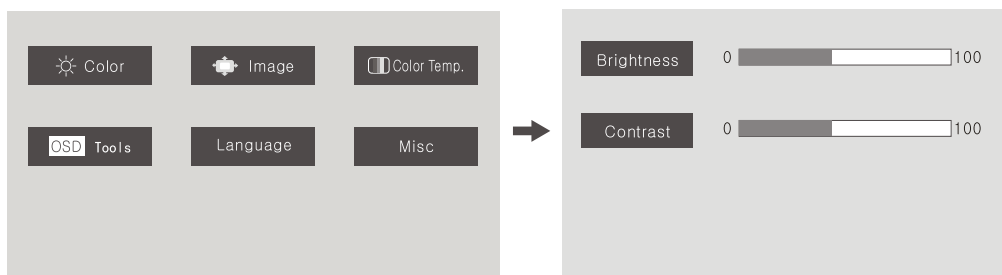 Color
Image
Color Temp.
OSD Tools
Language
Misc
Brightness 0 100
Contrast 0 100